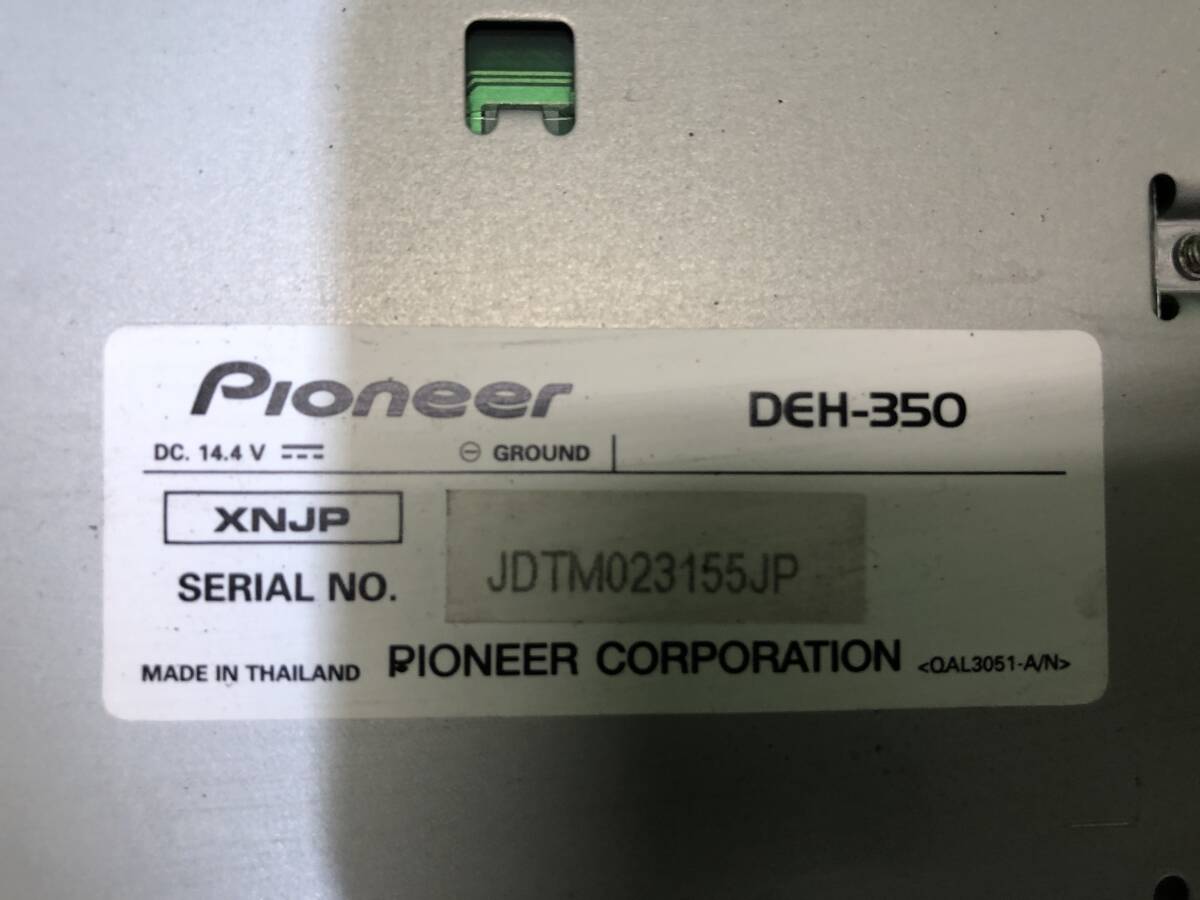 Pioneer DEH-350
DC. 14.4 V ⎓ ⊖ GROUND
XNJP
SERIAL NO. JDTM023155JP
MADE IN THAILAND PIONEER CORPORATION <QAL3051-A/N>